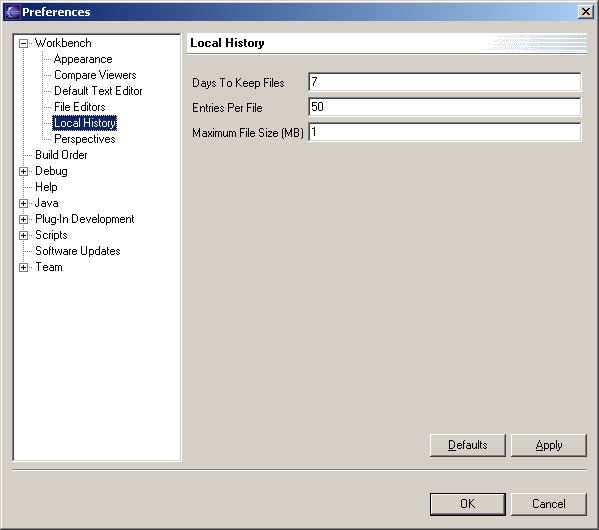 Preferences
Workbench
Appearance
Compare Viewers
Default Text Editor
File Editors
Local History
Perspectives
Build Order
Debug
Help
Java
Plug-In Development
Scripts
Software Updates
Team
Local History
Days To Keep Files 7
Entries Per File 50
Maximum File Size (MB) 1
Defaults Apply
OK Cancel